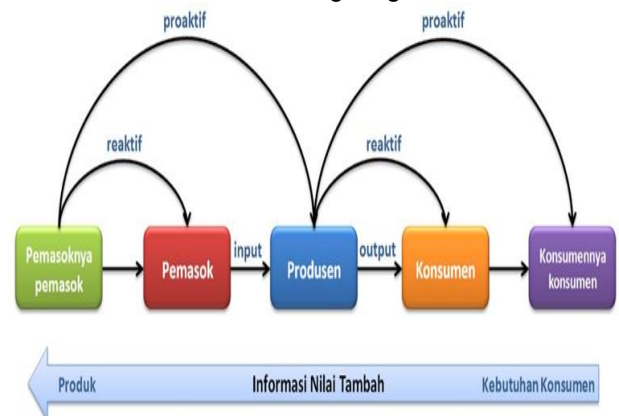 proaktif
proaktif
reaktif
reaktif
Pemasoknya
pemasok
Pemasok
input
Produsen
output
Konsumen
Konsumennya
konsumen
Produk
Informasi Nilai Tambah
Kebutuhan Konsumen